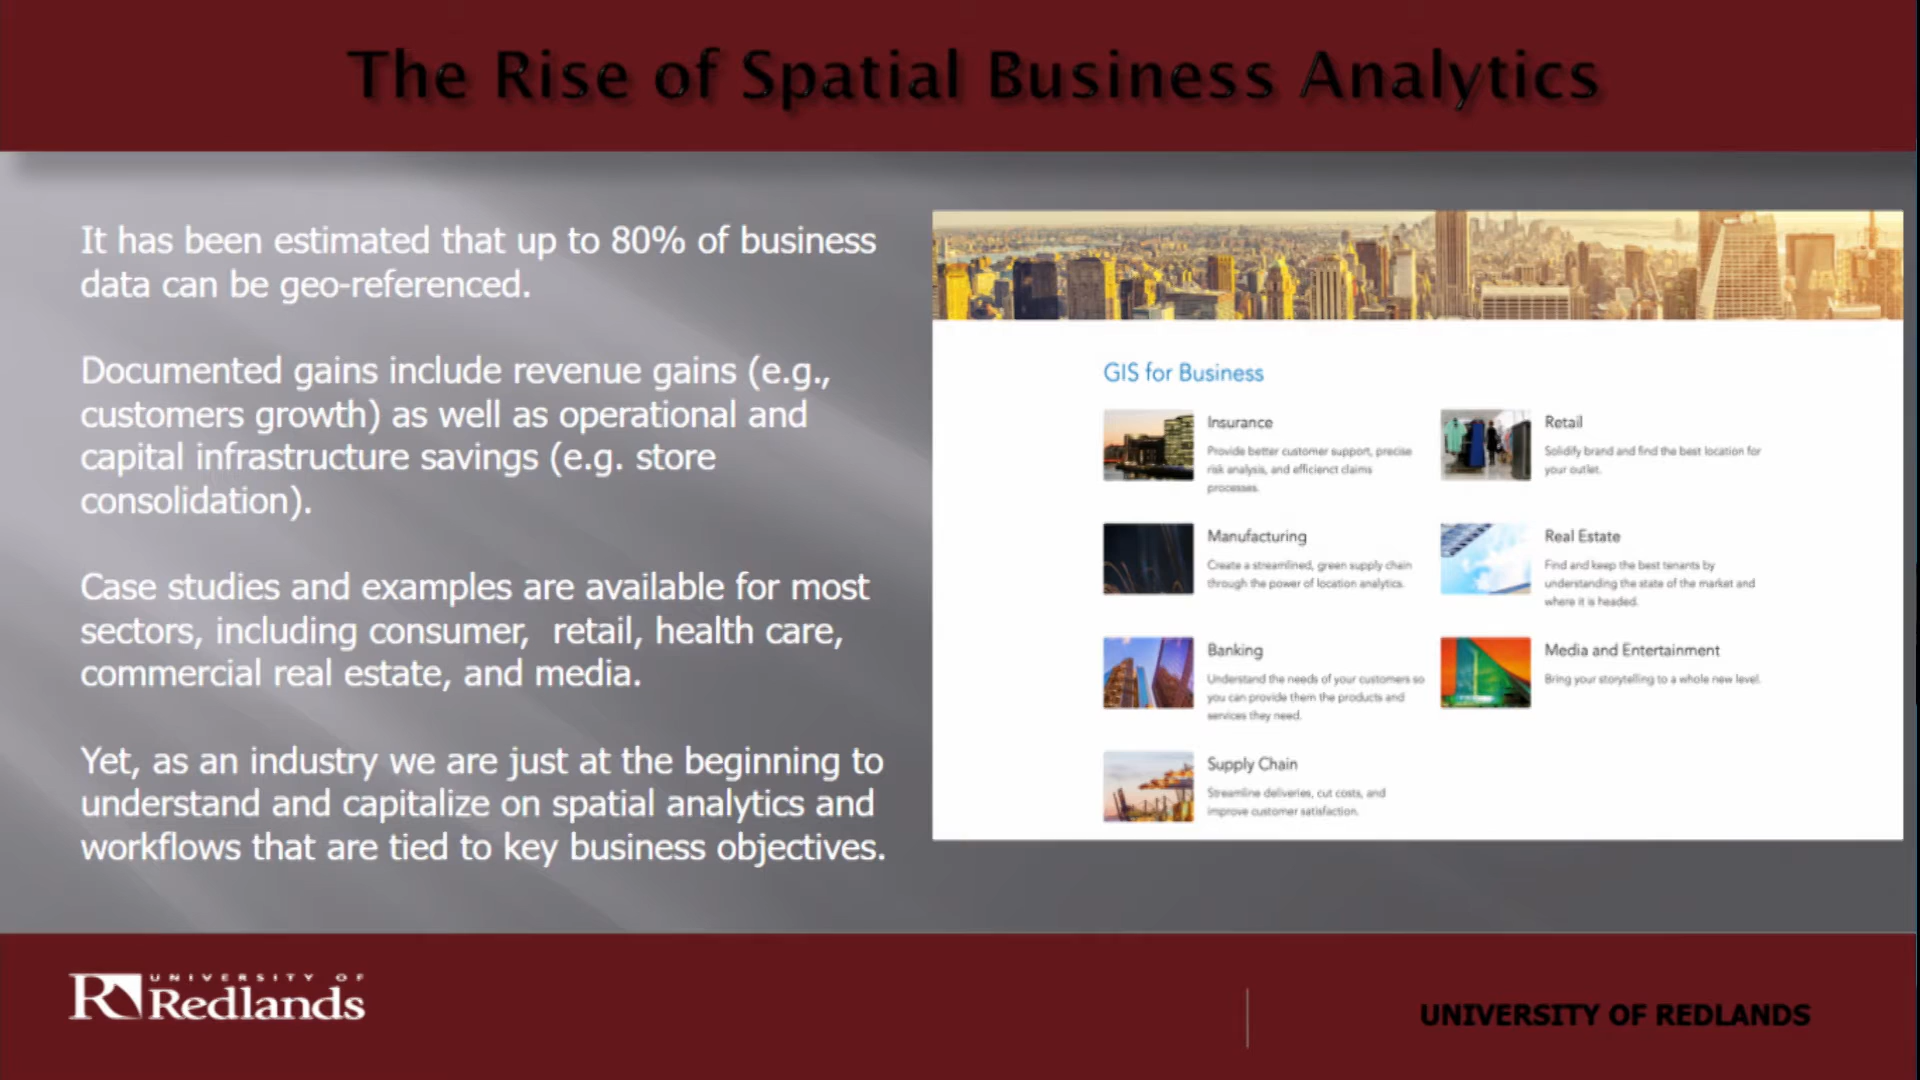 The Rise of Spatial Business Analytics
It has been estimated that up to 80% of business
data can be geo-referenced.
Documented gains include revenue gains (e.g.,
customers growth) as well as operational and
capital infrastructure savings (e.g. store
consolidation).
Case studies and examples are available for most
sectors, including consumer,  retail, health care,
commercial real estate, and media.
Yet, as an industry we are just at the beginning to
understand and capitalize on spatial analytics and
workflows that are tied to key business objectives.
GIS for Business
Insurance
Provide better customer support, precise
risk analysis, and efficienct claims
processes.
Retail
Solidify brand and find the best location for
your outlet.
Manufacturing
Create a streamlined, green supply chain
through the power of location analytics.
Real Estate
Find and keep the best tenants by
understanding the state of the market and
where it is headed.
Banking
Understand the needs of your customers so
you can provide them the products and
services they need.
Media and Entertainment
Bring your storytelling to a whole new level.
Supply Chain
Streamline deliveries, cut costs, and
improve customer satisfaction.
UNIVERSITY OF
Redlands
UNIVERSITY OF REDLANDS